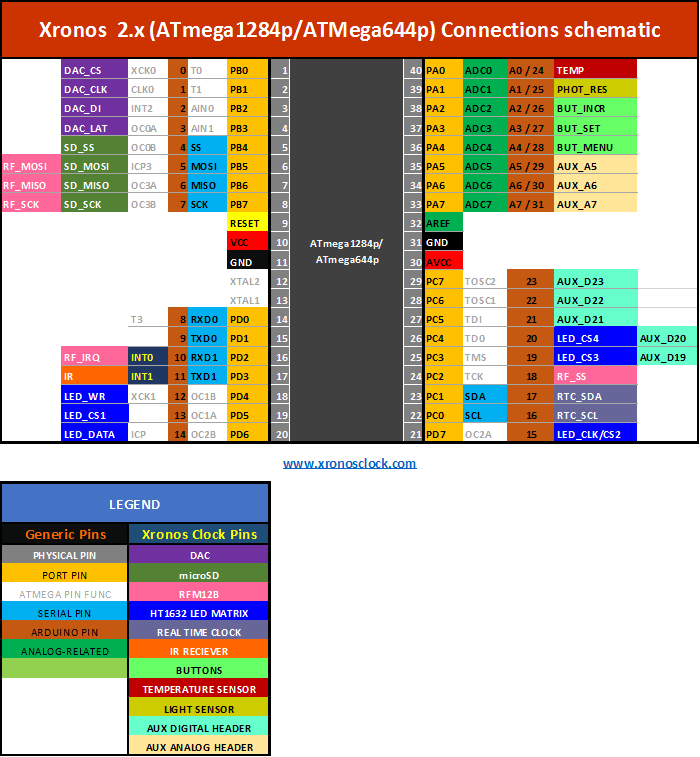 Xronos 2.x (ATmega1284p/ATMega644p) Connections schematic
DAC_CS XCK0 0 T0 PB0 1 40 PA0 ADC0 A0 / 24 TEMP
DAC_CLK CLK0 1 T1 PB1 2 39 PA1 ADC1 A1 / 25 PHOT_RES
DAC_DI INT2 2 AIN0 PB2 3 38 PA2 ADC2 A2 / 26 BUT_INCR
DAC_LAT OC0A 3 AIN1 PB3 4 37 PA3 ADC3 A3 / 27 BUT_SET
SD_SS OC0B 4 SS PB4 5 36 PA4 ADC4 A4 / 28 BUT_MENU
RF_MOSI SD_MOSI ICP3 5 MOSI PB5 6 35 PA5 ADC5 A5 / 29 AUX_A5
RF_MISO SD_MISO OC3A 6 MISO PB6 7 34 PA6 ADC6 A6 / 30 AUX_A6
RF_SCK SD_SCK OC3B 7 SCK PB7 8 33 PA7 ADC7 A7 / 31 AUX_A7
RESET 9 32 AREF
VCC 10 ATmega1284p/ 31 GND
GND 11 ATmega644p 30 AVCC
XTAL2 12 29 PC7 TOSC2 23 AUX_D23
XTAL1 13 28 PC6 TOSC1 22 AUX_D22
T3 8 RXD0 PD0 14 27 PC5 TDI 21 AUX_D21
9 TXD0 PD1 15 26 PC4 TD0 20 LED_CS4 AUX_D20
RF_IRQ INT0 10 RXD1 PD2 16 25 PC3 TMS 19 LED_CS3 AUX_D19
IR INT1 11 TXD1 PD3 17 24 PC2 TCK 18 RF_SS
LED_WR XCK1 12 OC1B PD4 18 23 PC1 SDA 17 RTC_SDA
LED_CS1 13 OC1A PD5 19 22 PC0 SCL 16 RTC_SCL
LED_DATA ICP 14 OC2B PD6 20 21 PD7 OC2A 15 LED_CLK/CS2
www.xronosclock.com
LEGEND
Generic Pins Xronos Clock Pins
PHYSICAL PIN DAC
PORT PIN microSD
ATMEGA PIN FUNC RFM12B
SERIAL PIN HT1632 LED MATRIX
ARDUINO PIN REAL TIME CLOCK
ANALOG-RELATED IR RECIEVER
BUTTONS
TEMPERATURE SENSOR
LIGHT SENSOR
AUX DIGITAL HEADER
AUX ANALOG HEADER